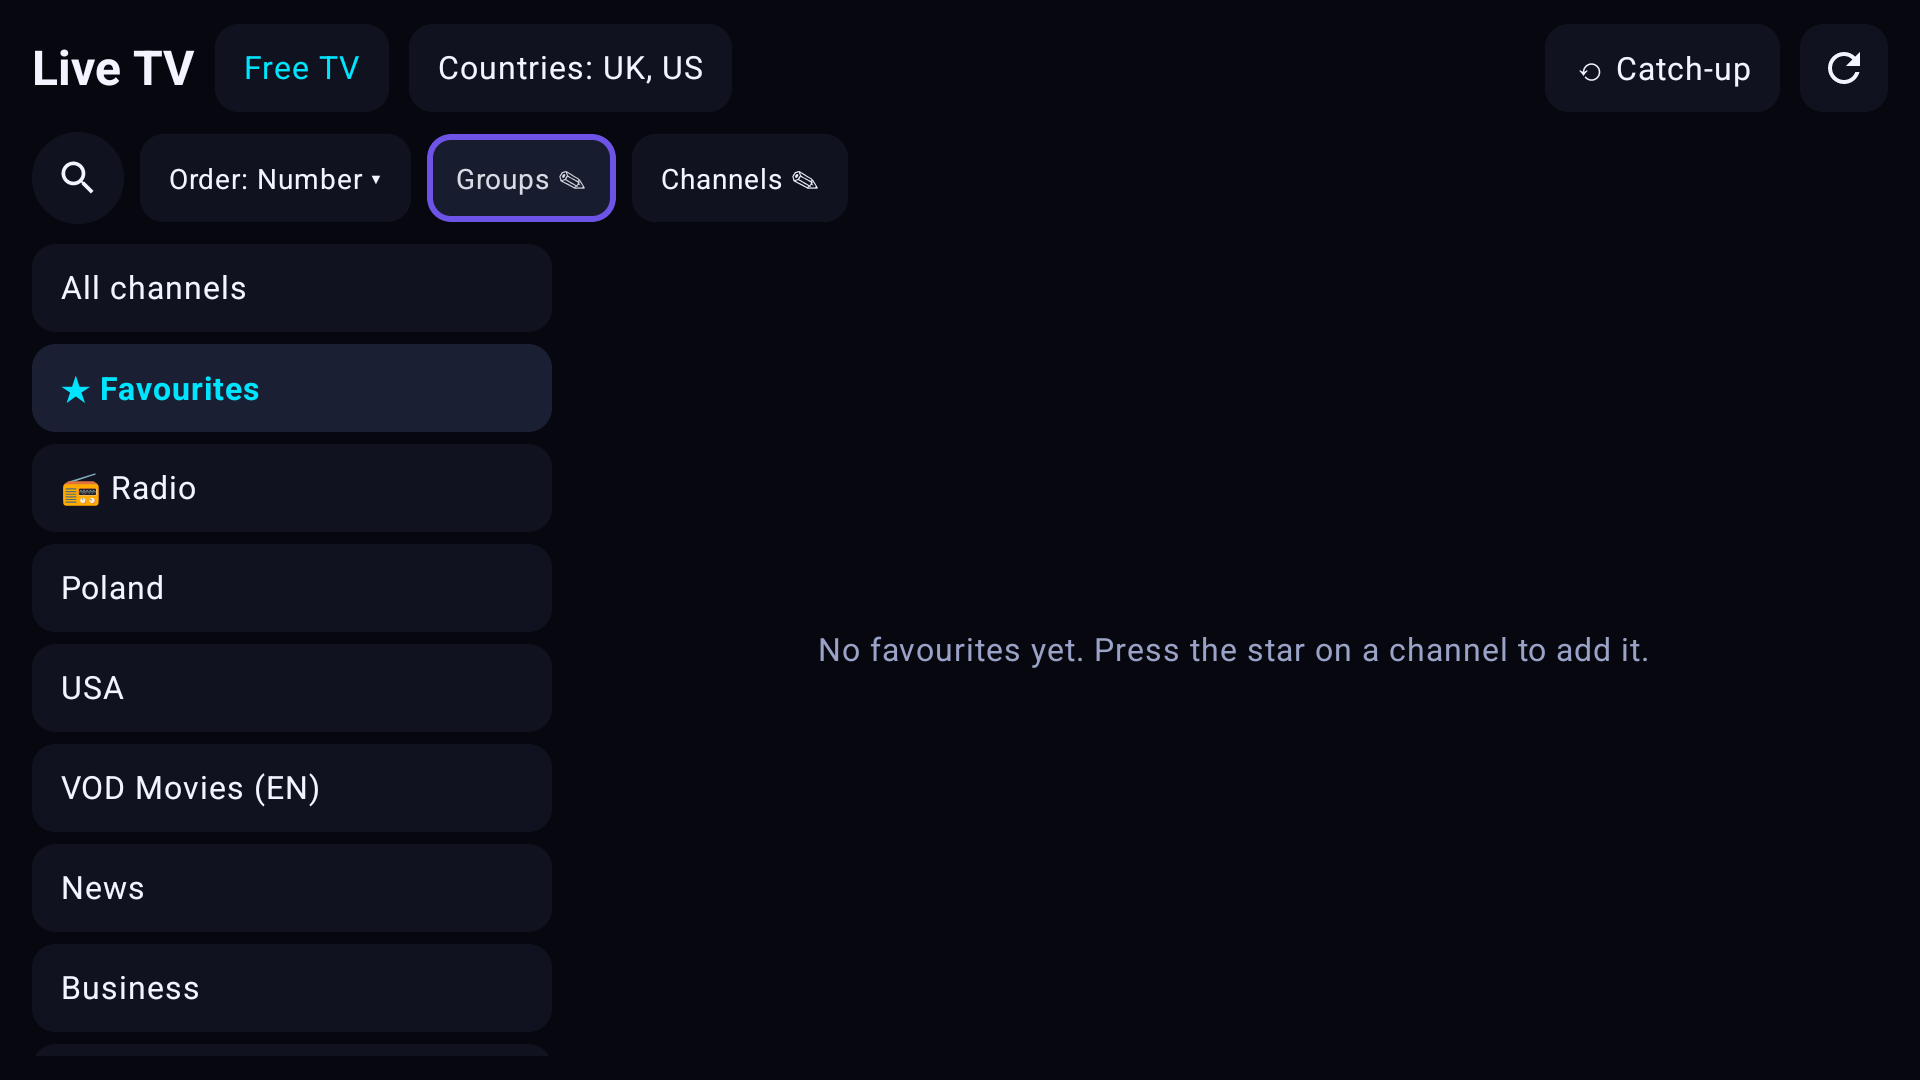 Live TV
Free TV
Countries: UK, US
⟲ Catch-up
Order: Number ▾
Groups ✎
Channels ✎
All channels
★ Favourites
📻 Radio
Poland
USA
VOD Movies (EN)
News
Business
No favourites yet. Press the star on a channel to add it.